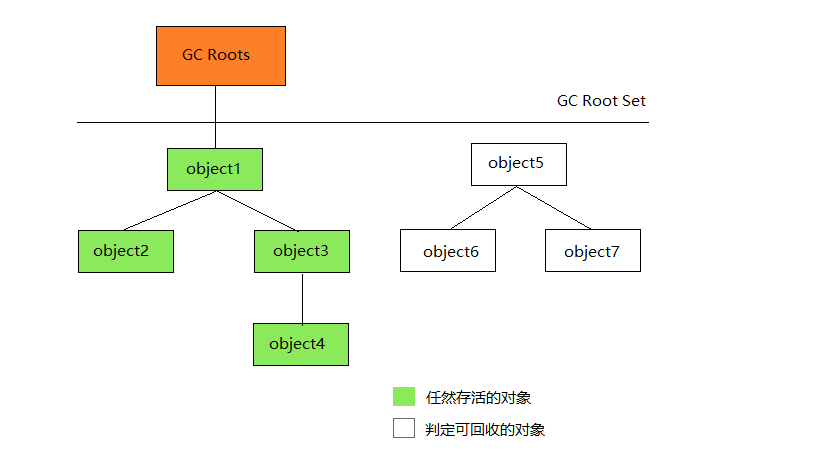 GC Roots
GC Root Set
object1
object5
object2
object3
object6
object7
object4
任然存活的对象
判定可回收的对象